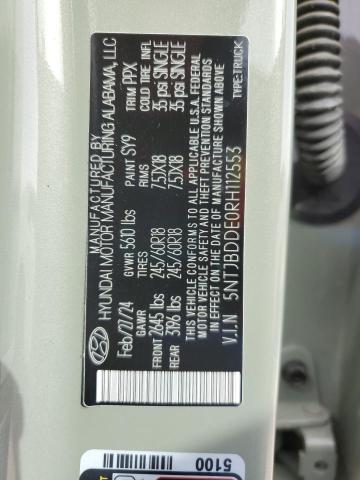 MANUFACTURED BY
HYUNDAI MOTOR MANUFACTURING ALABAMA, LLC
Feb/27/24 GVWR 5610 lbs PAINT SY9 TRIM PPX
GAWR TIRES RIMS COLD TIRE INFL
FRONT 2645 lbs 245/60R18 7.5JX18 35 psi SINGLE
REAR 3196 lbs 245/60R18 7.5JX18 35 psi SINGLE
THIS VEHICLE CONFORMS TO ALL APPLICABLE U.S.A. FEDERAL
MOTOR VEHICLE SAFETY AND THEFT PREVENTION STANDARDS
IN EFFECT ON THE DATE OF MANUFACTURE SHOWN ABOVE.
V.I.N 5NTJBDDE0RH112553 TYPE:TRUCK
5100